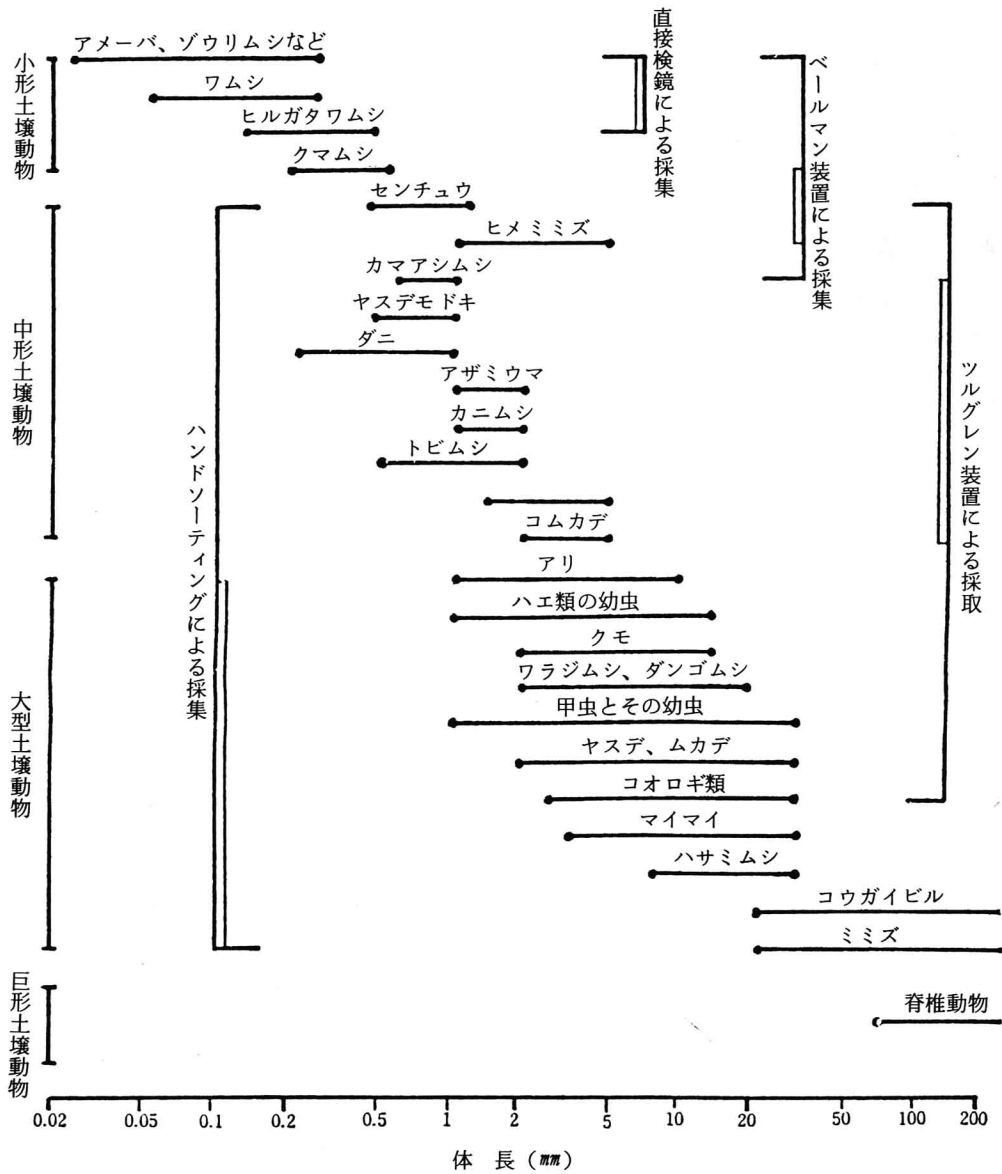 小形土壌動物
中形土壌動物
大型土壌動物
巨形土壌動物
ハンドソーティングによる採集
直接検鏡による採集
ベールマン装置による採集
ツルグレン装置による採取
アメーバ、ゾウリムシなど
ワムシ
ヒルガタワムシ
クマムシ
センチュウ
ヒメミミズ
カマアシムシ
ヤスデモドキ
ダニ
アザミウマ
カニムシ
トビムシ
コムカデ
アリ
ハエ類の幼虫
クモ
ワラジムシ、ダンゴムシ
甲虫とその幼虫
ヤスデ、ムカデ
コオロギ類
マイマイ
ハサミムシ
コウガイビル
ミミズ
脊椎動物
0.02 0.05 0.1 0.2 0.5 1 2 5 10 20 50 100 200
体 長 (mm)